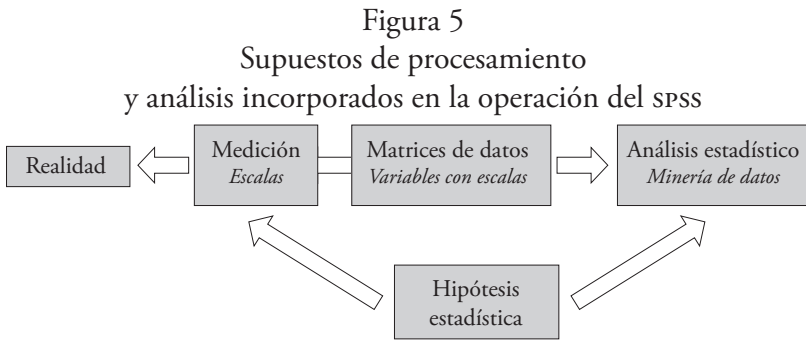 Figura 5
Supuestos de procesamiento
y análisis incorporados en la operación del SPSS
Realidad
Medición
Escalas
Matrices de datos
Variables con escalas
Análisis estadístico
Minería de datos
Hipótesis
estadística